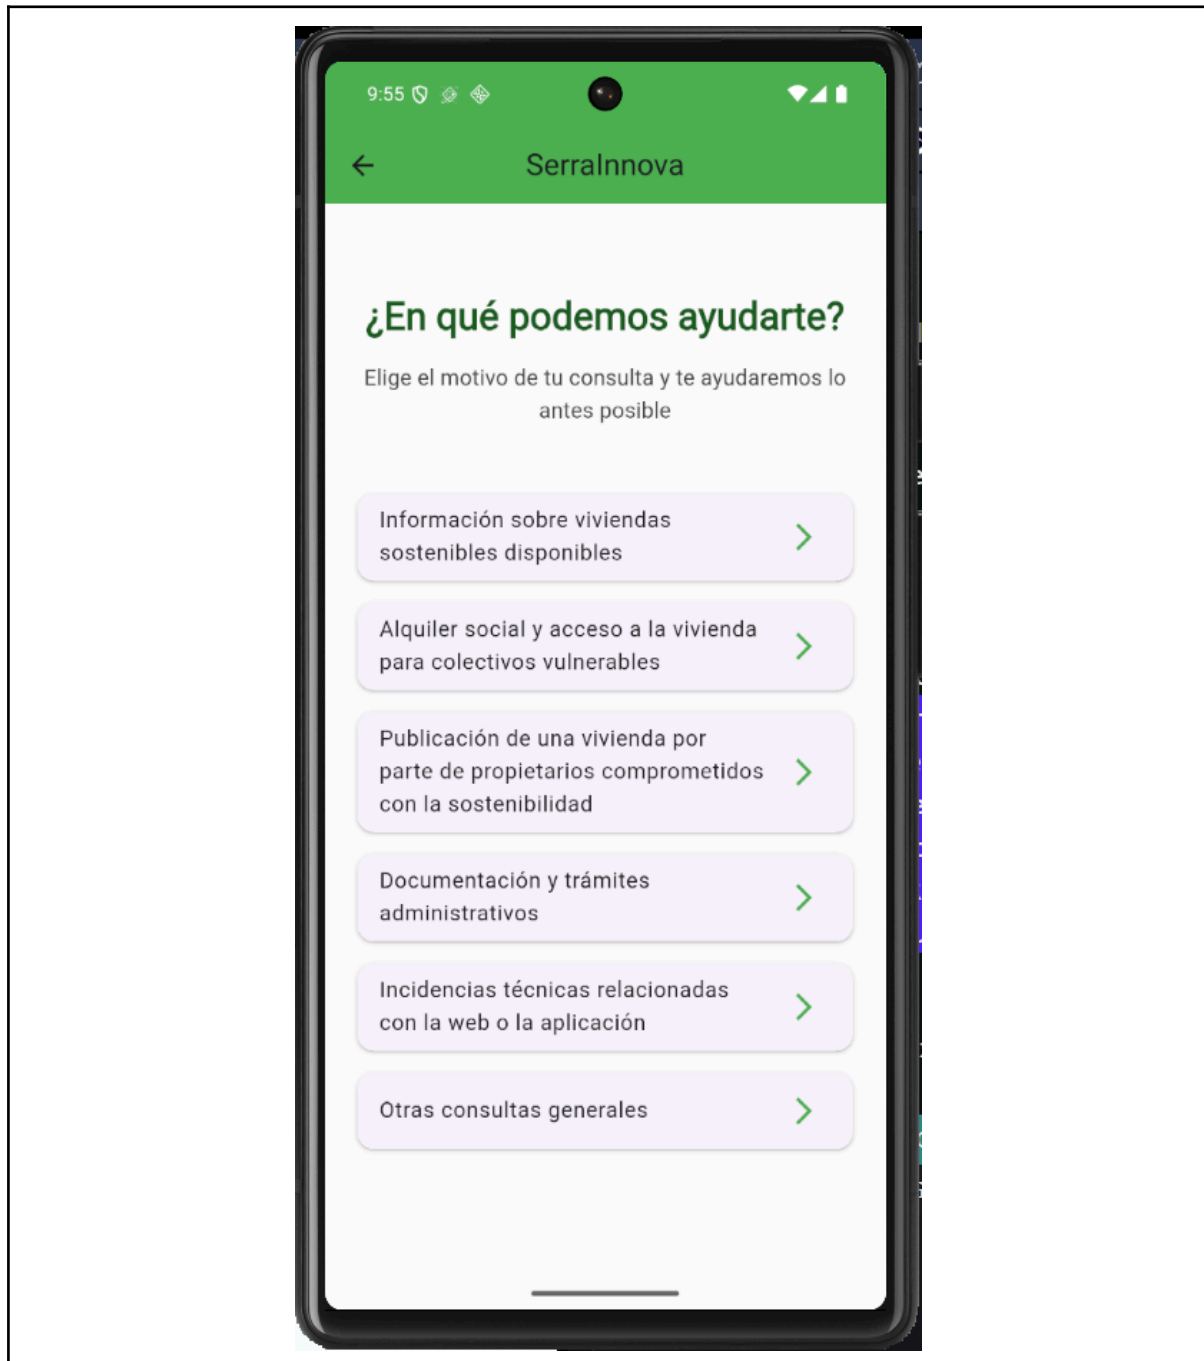 9:55
SerraInnova
¿En qué podemos ayudarte?
Elige el motivo de tu consulta y te ayudaremos lo
antes posible
Información sobre viviendas
sostenibles disponibles
Alquiler social y acceso a la vivienda
para colectivos vulnerables
Publicación de una vivienda por
parte de propietarios comprometidos
con la sostenibilidad
Documentación y trámites
administrativos
Incidencias técnicas relacionadas
con la web o la aplicación
Otras consultas generales